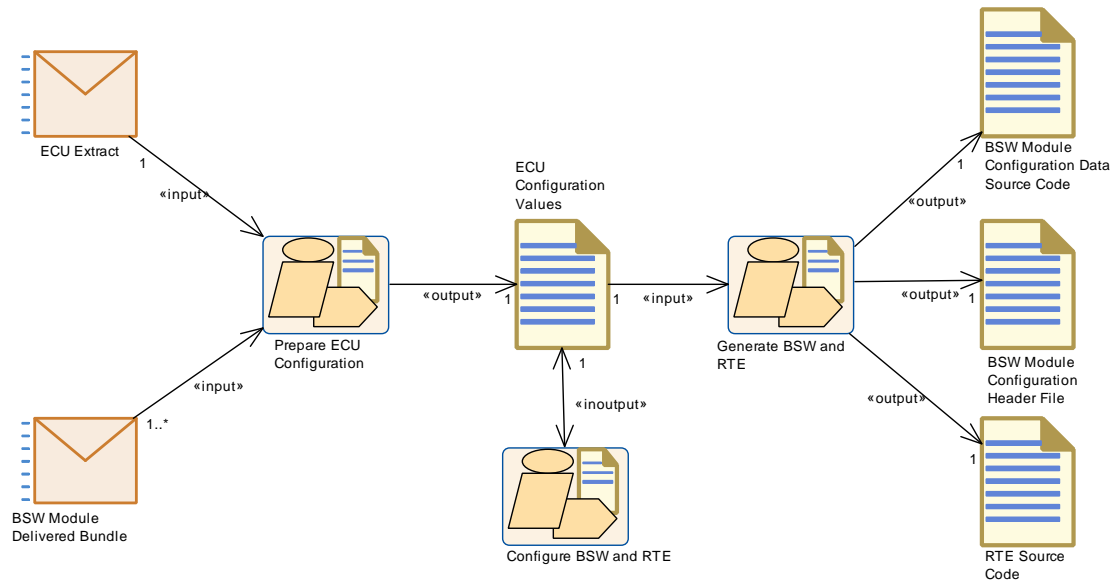 ECU Extract
1
«input»
BSW Module
Delivered Bundle
1..*
«input»
Prepare ECU
Configuration
«output»
1
ECU
Configuration
Values
1
«inoutput»
Configure BSW and RTE
1
«input»
Generate BSW and
RTE
«output»
1
BSW Module
Configuration Data
Source Code
«output»
1
BSW Module
Configuration
Header File
«output»
1
RTE Source
Code